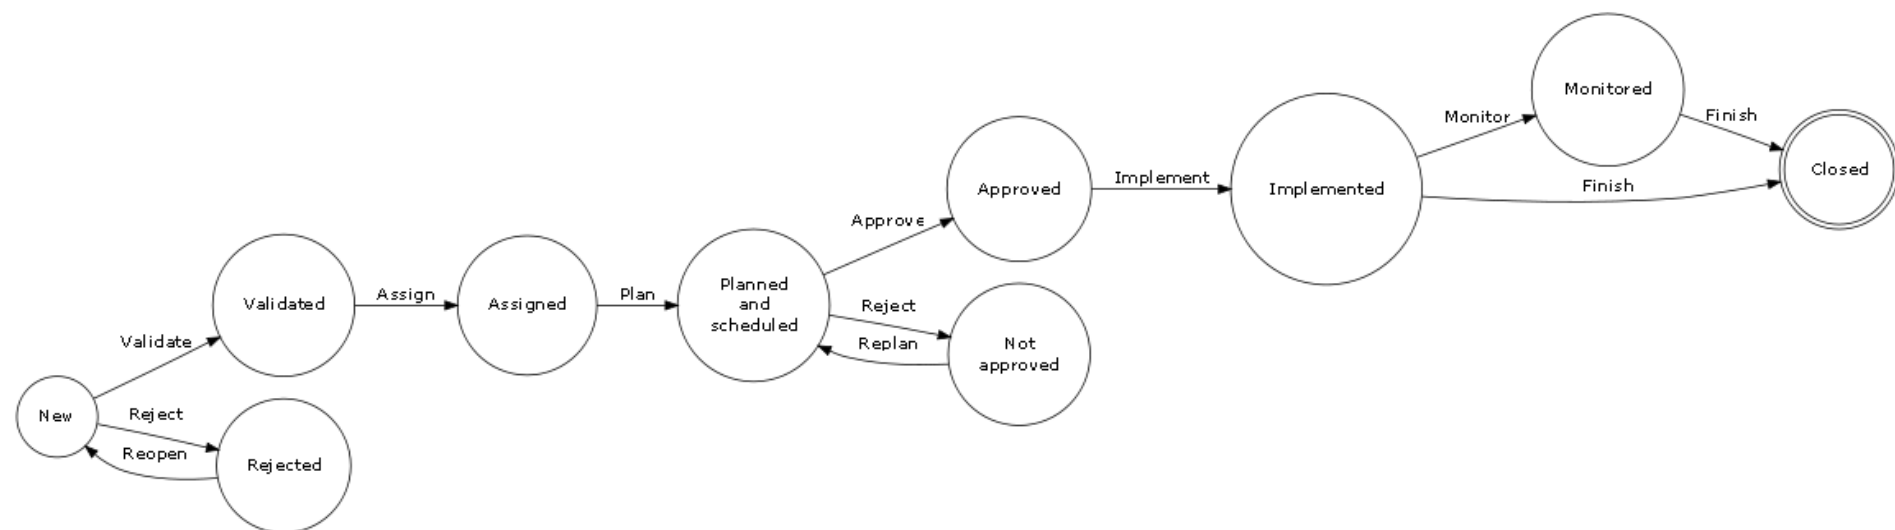 New
Validate
Reject
Reopen
Validated
Rejected
Assign
Assigned
Plan
Planned
and
scheduled
Approve
Reject
Replan
Approved
Not
approved
Implement
Implemented
Monitor
Finish
Monitored
Finish
Closed